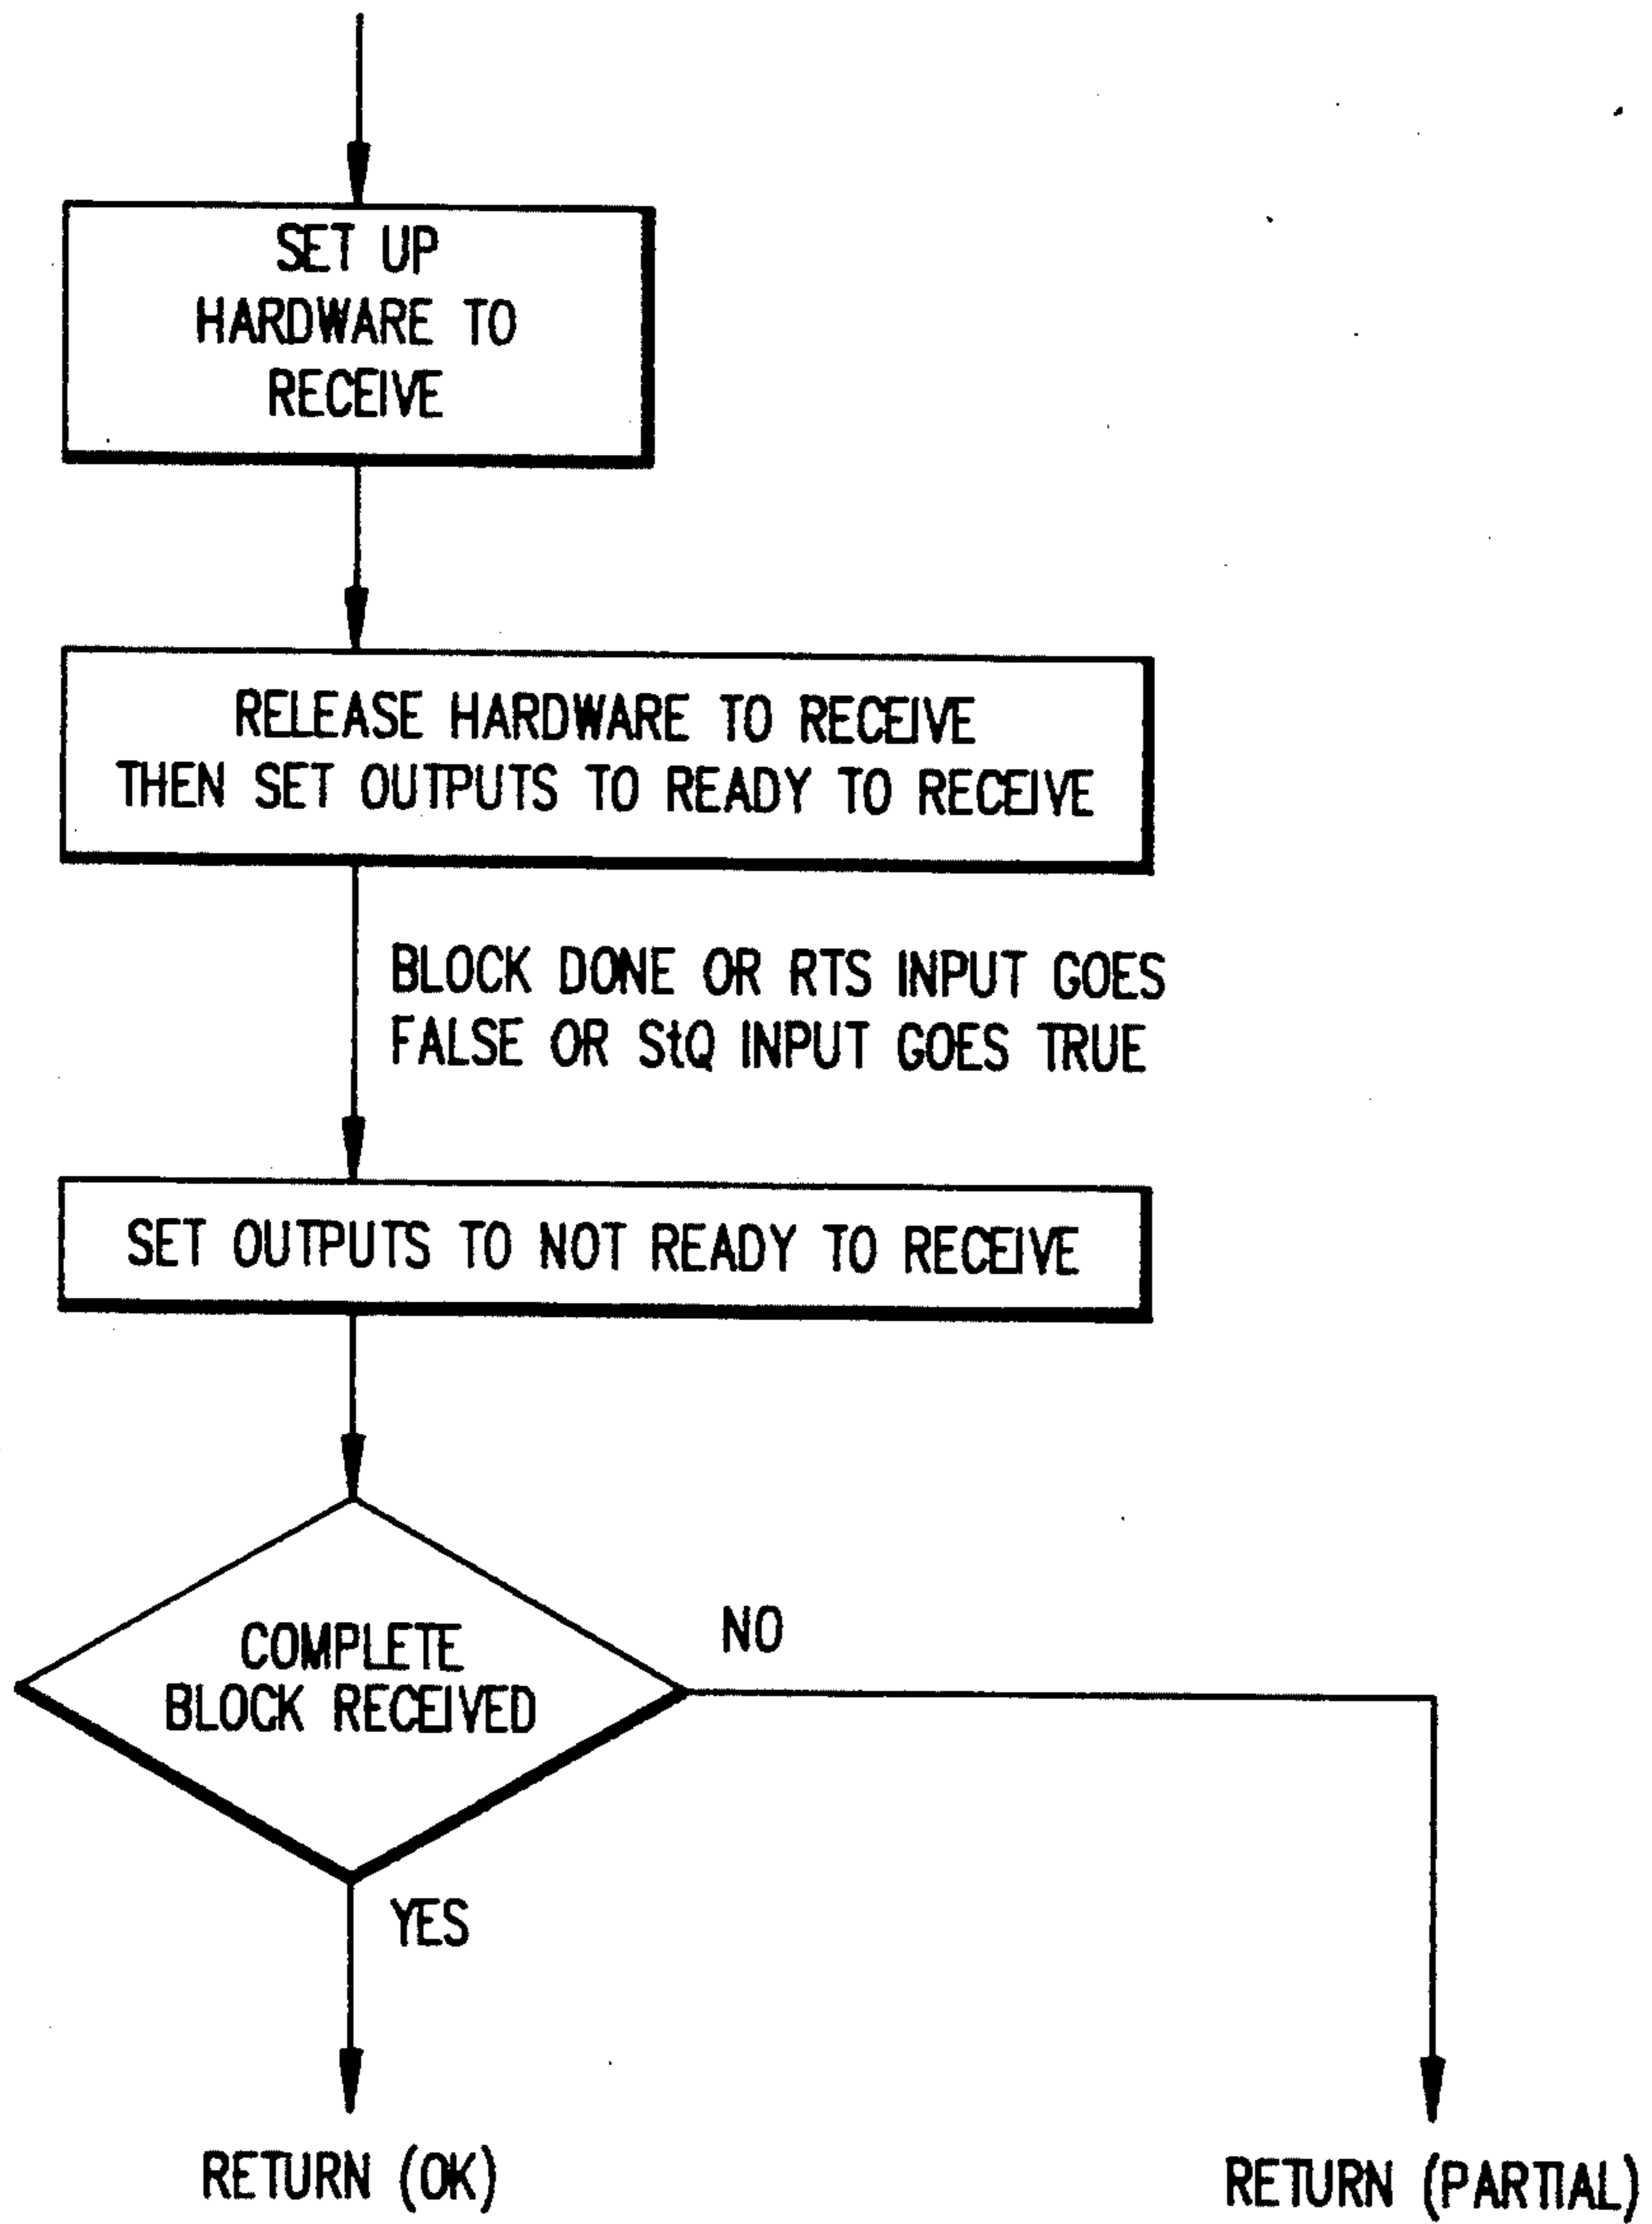 SET UP
HARDWARE TO
RECEIVE
RELEASE HARDWARE TO RECEIVE
THEN SET OUTPUTS TO READY TO RECEIVE
BLOCK DONE OR RTS INPUT GOES
FALSE OR StQ INPUT GOES TRUE
SET OUTPUTS TO NOT READY TO RECEIVE
COMPLETE
BLOCK RECEIVED
NO
YES
RETURN (OK)
RETURN (PARTIAL)